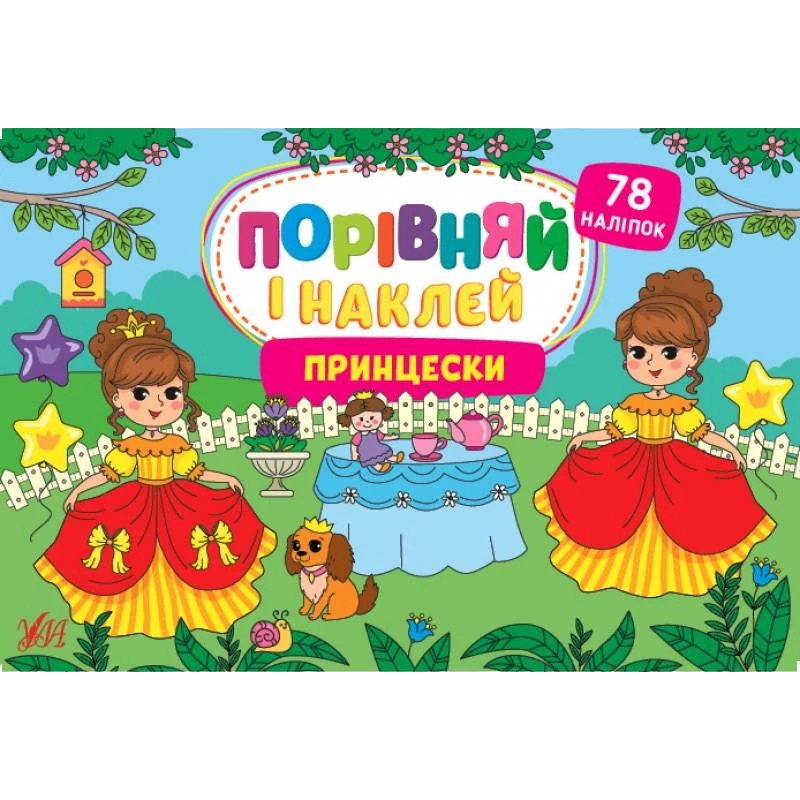 ПОРІВНЯЙ
І НАКЛЕЙ
ПРИНЦЕСКИ
78
НАЛІПОК
УЛА